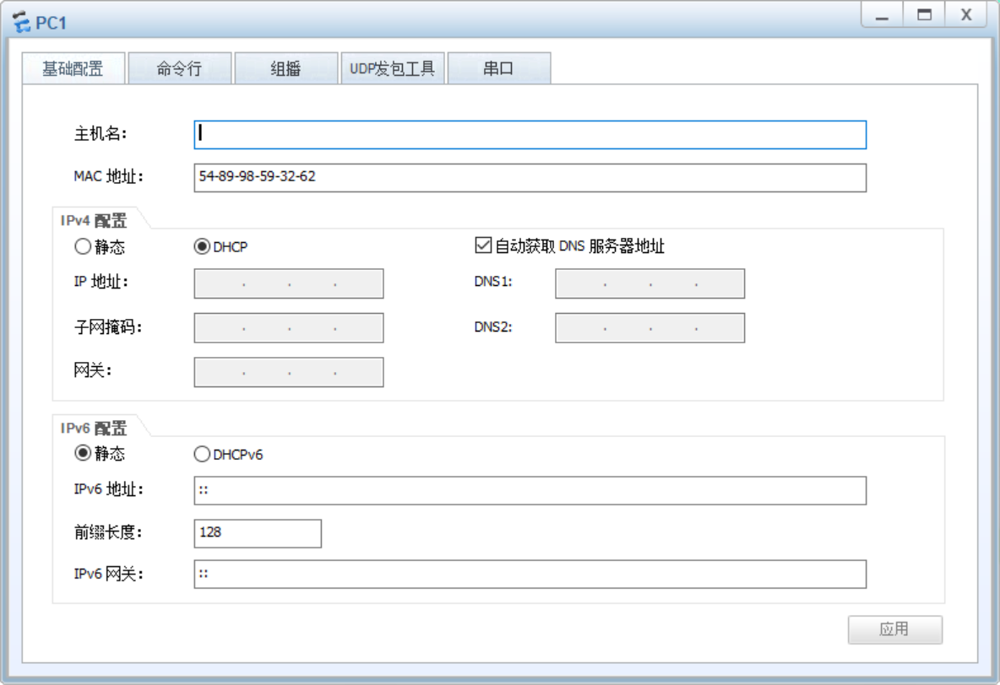 PC1
基础配置 命令行 组播 UDP发包工具 串口
主机名:
MAC 地址: 54-89-98-59-32-62
IPv4 配置
静态 DHCP 自动获取 DNS 服务器地址
IP 地址: . . . DNS1: . . .
子网掩码: . . . DNS2: . . .
网关: . . .
IPv6 配置
静态 DHCPv6
IPv6 地址: ::
前缀长度: 128
IPv6 网关: ::
应用